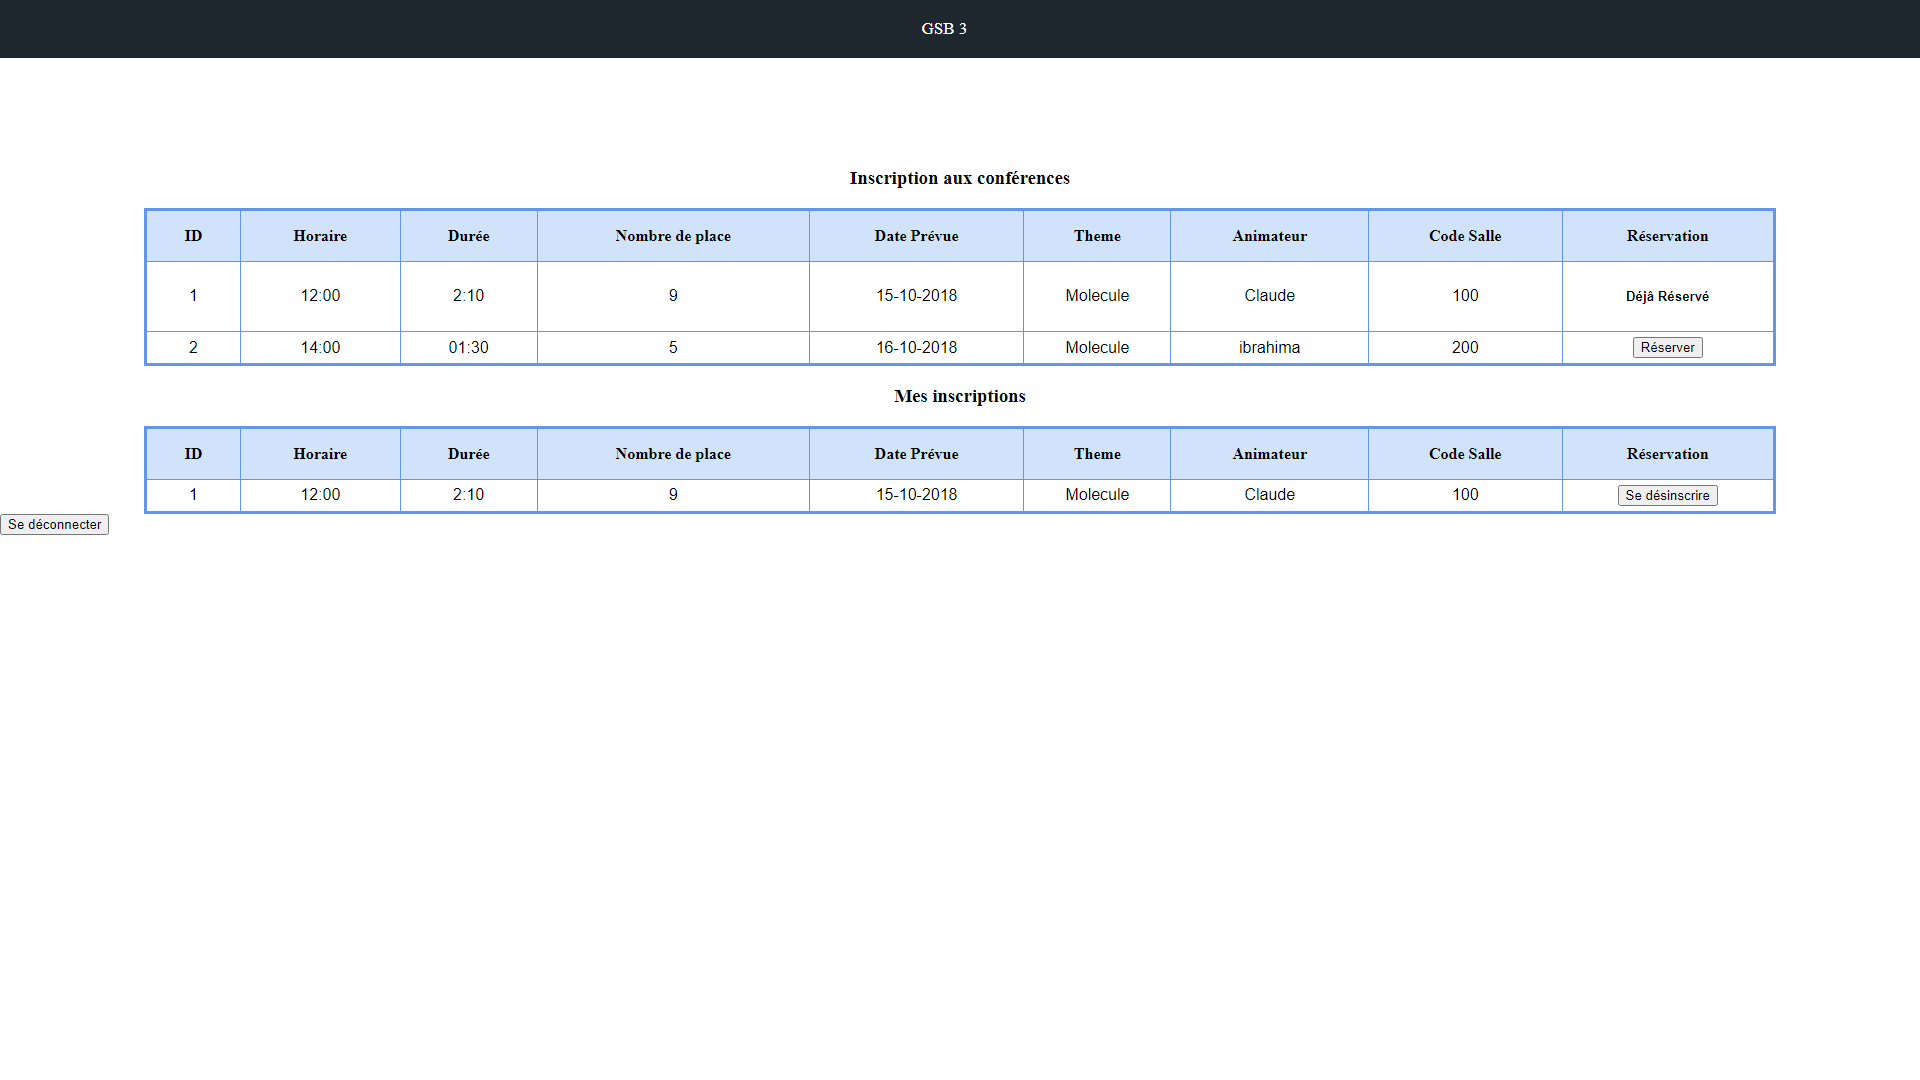 GSB 3
Inscription aux conférences
ID Horaire Durée Nombre de place Date Prévue Theme Animateur Code Salle Réservation
1 12:00 2:10 9 15-10-2018 Molecule Claude 100 Déjâ Réservé
2 14:00 01:30 5 16-10-2018 Molecule ibrahima 200 Réserver
Mes inscriptions
ID Horaire Durée Nombre de place Date Prévue Theme Animateur Code Salle Réservation
1 12:00 2:10 9 15-10-2018 Molecule Claude 100 Se désinscrire
Se déconnecter